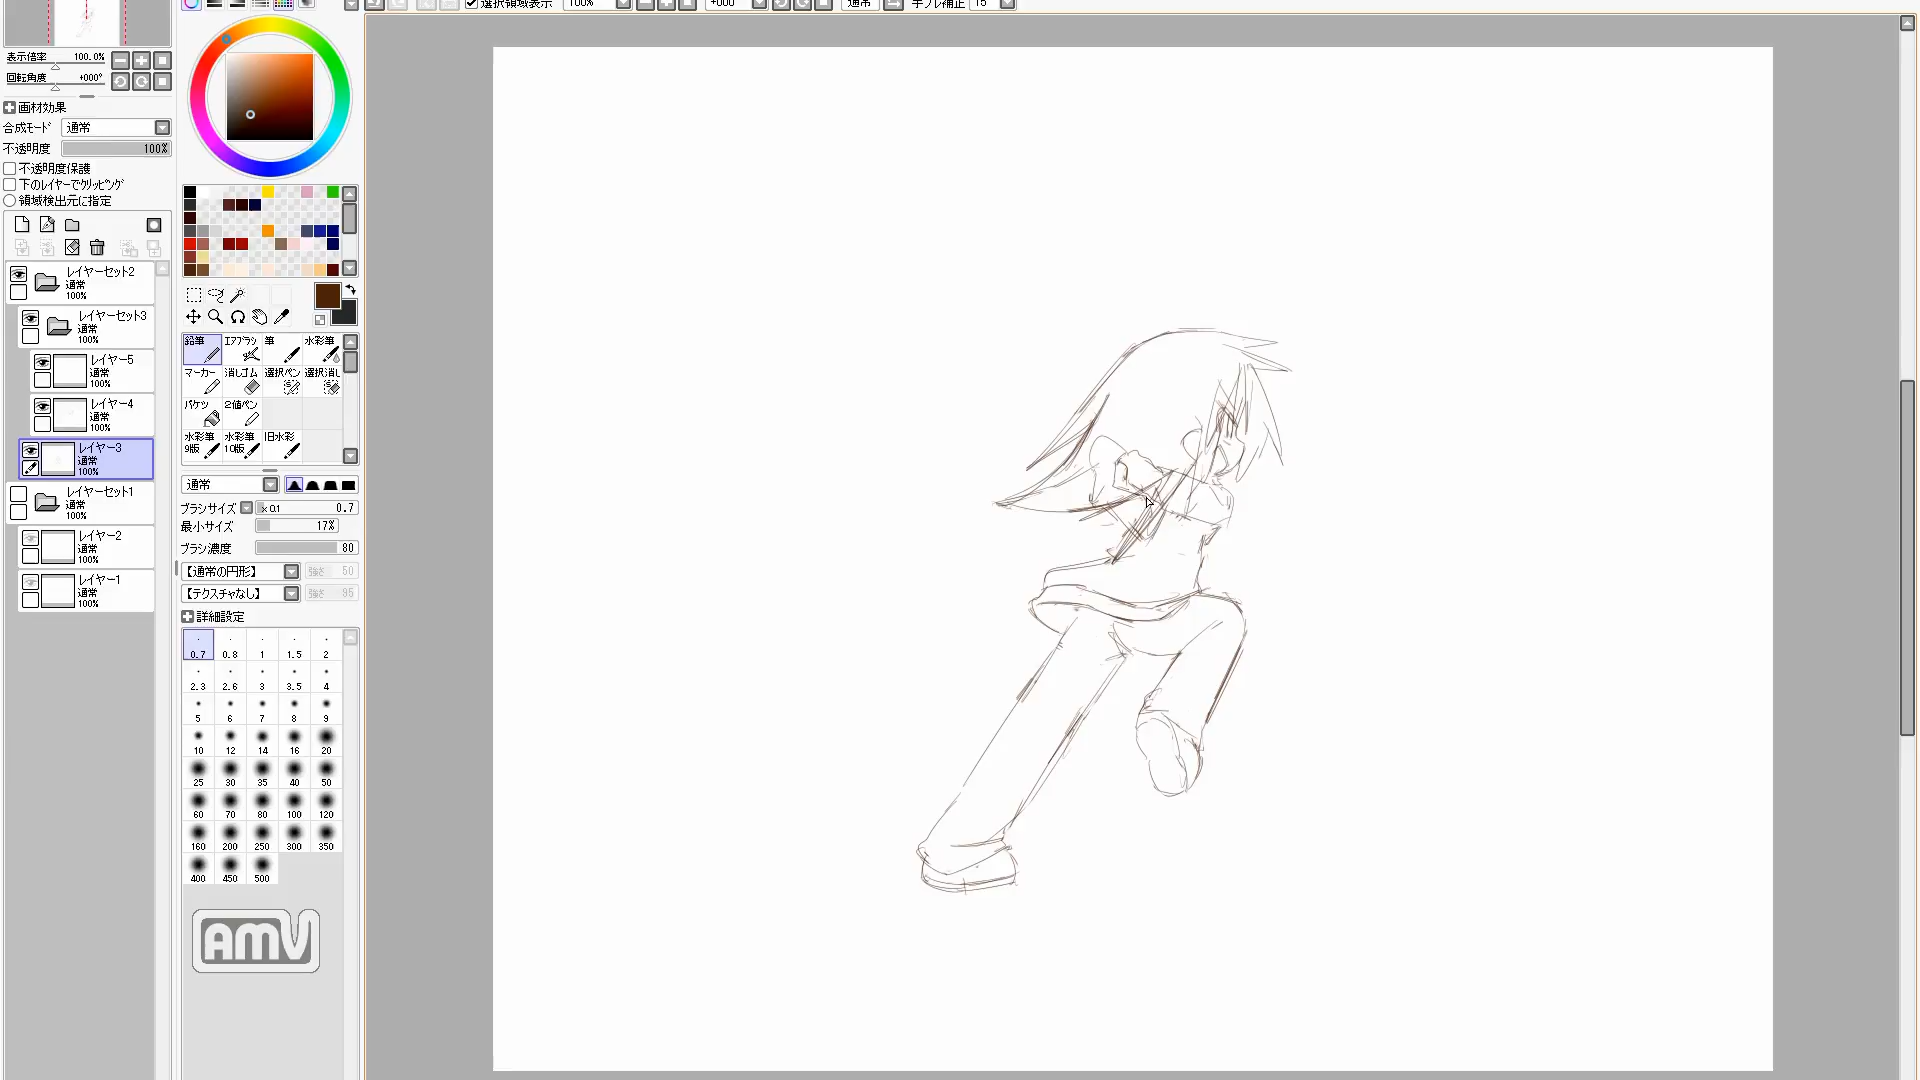 選択領域表示 100% +000 通常 手ブレ補正 15
表示倍率 100.0%
回転角度 +000°
画材効果
合成モード 通常
不透明度 100%
不透明度保護
下のレイヤーでクリッピング
領域検出元に指定
レイヤーセット2
通常
100%
レイヤーセット3
通常
100%
レイヤー5
通常
100%
レイヤー4
通常
100%
レイヤー3
通常
100%
レイヤーセット1
通常
100%
レイヤー2
通常
100%
レイヤー1
通常
100%
鉛筆 エアブラシ 筆 水彩筆
マーカー 消しゴム 選択ペン 選択消し
バケツ 2値ペン
水彩筆 水彩筆 旧水彩
9版 10版
通常
ブラシサイズ x 0.1 0.7
最小サイズ 17%
ブラシ濃度 80
【通常の円形】 強さ 50
【テクスチャなし】 強さ 95
詳細設定
0.7 0.8 1 1.5 2
2.3 2.6 3 3.5 4
5 6 7 8 9
10 12 14 16 20
25 30 35 40 50
60 70 80 100 120
160 200 250 300 350
400 450 500
AMV